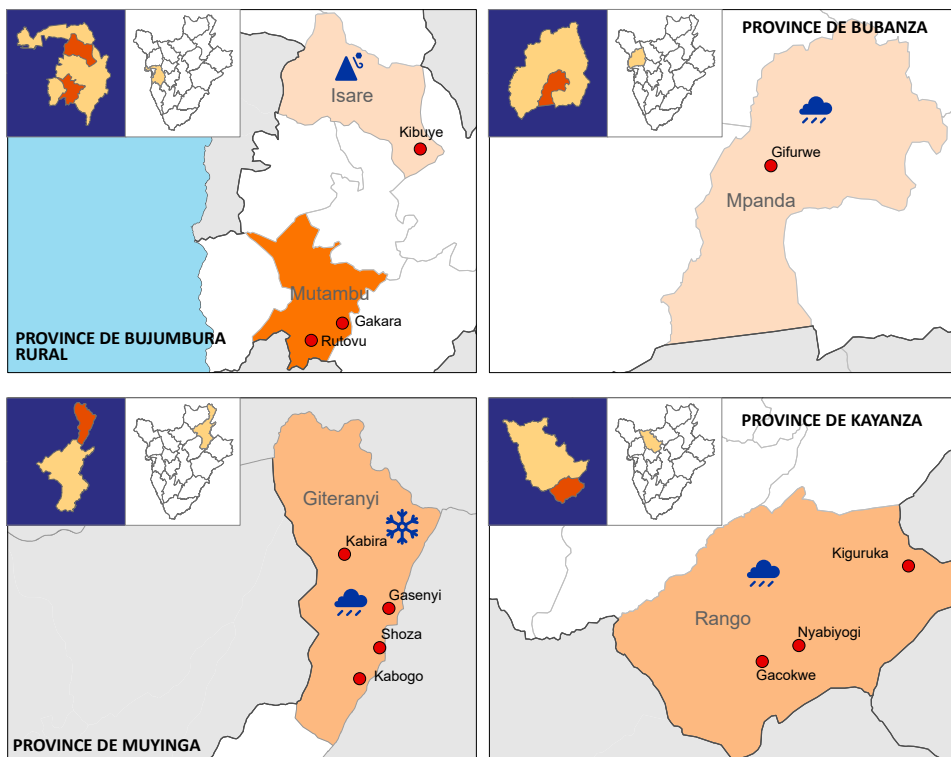 Isare
Kibuye
Mutambu
Gakara
Rutovu
PROVINCE DE BUJUMBURA
RURAL
PROVINCE DE BUBANZA
Gifurwe
Mpanda
Giteranyi
Kabira
Gasenyi
Shoza
Kabogo
PROVINCE DE MUYINGA
PROVINCE DE KAYANZA
Kiguruka
Rango
Nyabiyogi
Gacokwe